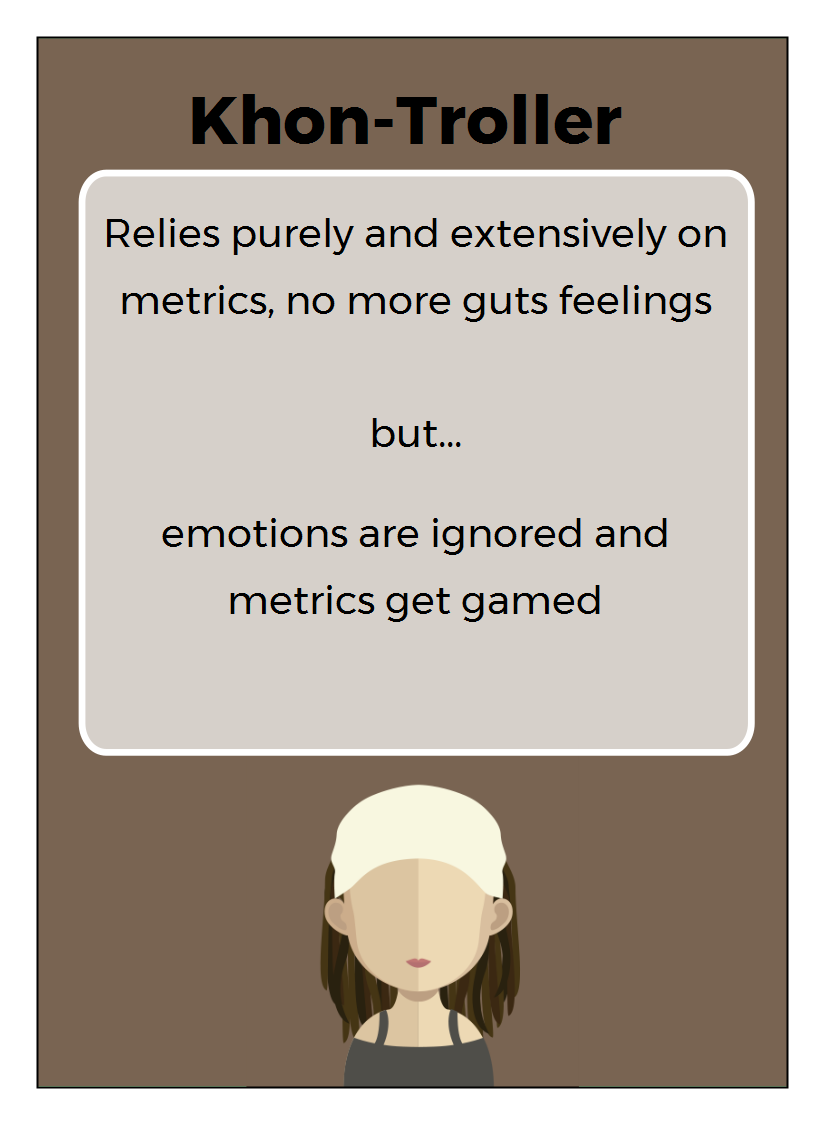 Khon-Troller
Relies purely and extensively on
metrics, no more guts feelings
but...
emotions are ignored and
metrics get gamed